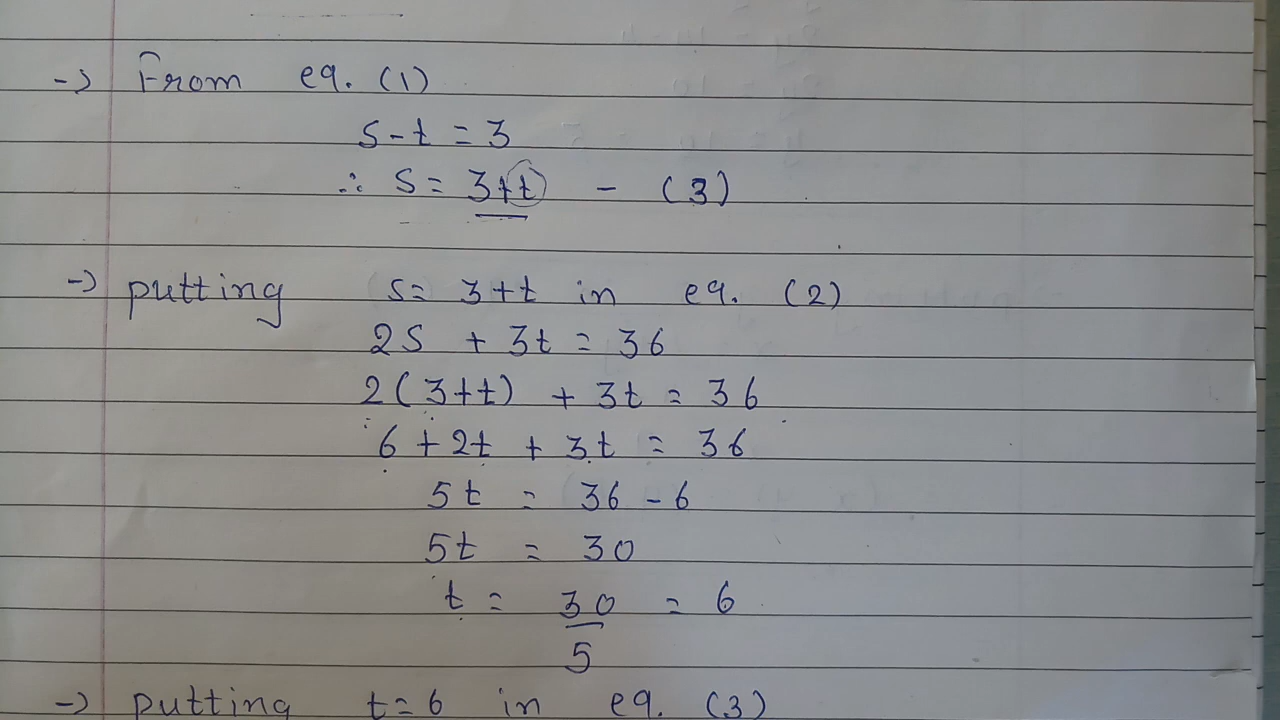 -> From eq. (1)
s-t = 3
∴ s = 3+t - (3)
-> putting s = 3+t in eq. (2)
2s + 3t = 36
2(3+t) + 3t = 36
6 + 2t + 3t = 36
5t = 36 - 6
5t = 30
t = 30/5 = 6
-> putting t=6 in eq. (3)